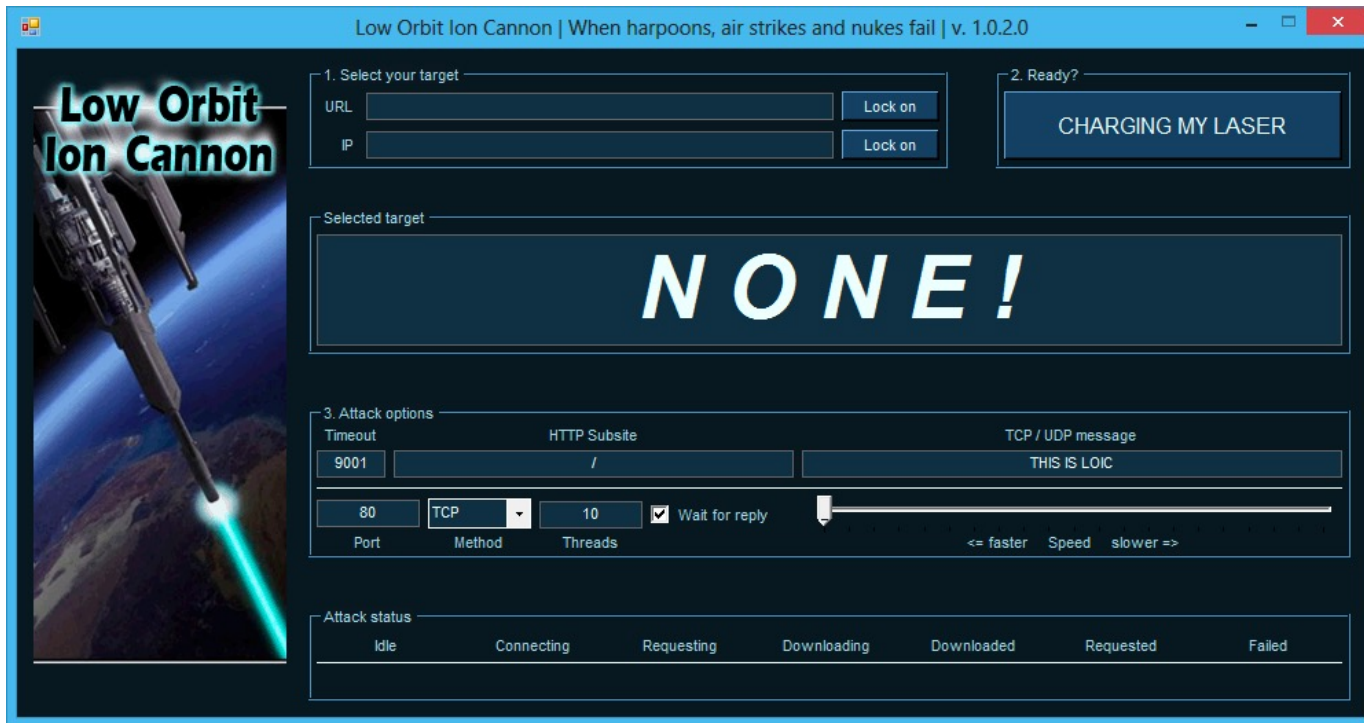 Low Orbit Ion Cannon | When harpoons, air strikes and nukes fail | v. 1.0.2.0
Low Orbit
Ion Cannon
1. Select your target
URL
Lock on
IP
Lock on
2. Ready?
CHARGING MY LASER
Selected target
N O N E !
3. Attack options
Timeout HTTP Subsite TCP / UDP message
9001 / THIS IS LOIC
80 TCP 10 Wait for reply
Port Method Threads <= faster Speed slower =>
Attack status
Idle Connecting Requesting Downloading Downloaded Requested Failed